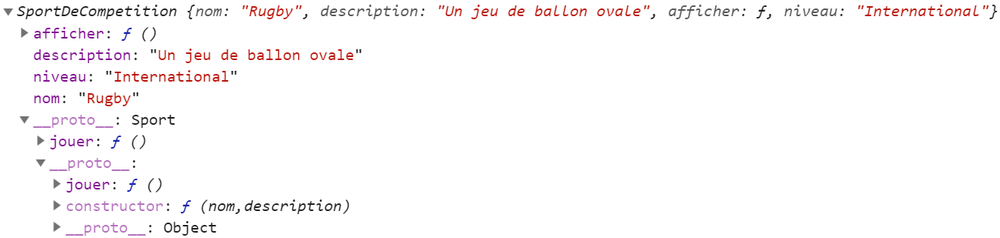 SportDeCompetition {nom: "Rugby", description: "Un jeu de ballon ovale", afficher: ƒ, niveau: "International"}
afficher: ƒ ()
description: "Un jeu de ballon ovale"
niveau: "International"
nom: "Rugby"
__proto__: Sport
jouer: ƒ ()
__proto__:
jouer: ƒ ()
constructor: ƒ (nom,description)
__proto__: Object